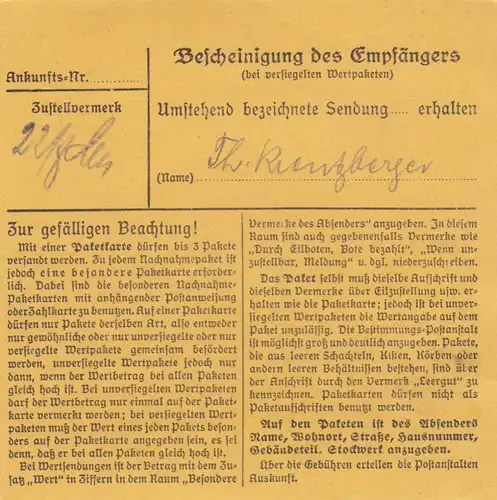 Ankunfts-Nr.
Zustellvermerk
Bescheinigung des Empfängers
(bei versiegelten Wertpaketen)
Umstehend bezeichnete Sendung..... erhalten
(Name)
Zur gefälligen Beachtung!
Mit einer Paketkarte dürfen bis 3 Pakete
versandt werden. Zu jedem Nachnahmepaket ist
jedoch eine besondere Paketkarte erforder-
lich. Dabei sind die besonderen Nachnahme-
Paketkarten mit anhängender Postanweisung
oder Zahlkarte zu benutzen. Auf einer Paketkarte
dürfen nur Pakete derselben Art, also entweder
nur gewöhnliche oder nur unversiegelte oder nur
versiegelte Wertpakete gemeinsam befördert
werden, unversiegelte Wertpakete jedoch nur
dann, wenn der Wertbetrag bei allen Paketen
gleich hoch ist. Bei unversiegelten Wertpaketen
darf der Wertbetrag nur einmal auf der Paket-
karte vermerkt werden; bei versiegelten Wert-
paketen muß der Wert eines jeden Pakets beson-
ders auf der Paketkarte angegeben sein, es sei
denn, daß er bei allen Paketen gleich hoch ist.
Bei Wertsendungen ist der Betrag mit dem Zu-
satz „Wert" in Ziffern in dem Raum „Besondere
Vermerke des Absenders" anzugeben. In diesem
Raum sind auch gegebenenfalls Vermerke wie
„Durch Eilboten, Bote bezahlt", „Wenn un-
zustellbar, Meldung" u. dgl. niederzuschreiben.
Das Paket selbst muß dieselbe Aufschrift und
dieselben Vermerke über Eilzustellung usw. er-
halten wie die Paketkarte; jedoch ist bei unver-
siegelten Wertpaketen die Wertangabe auf dem
Paket unzulässig. Die Bestimmungs-Postanstalt
ist möglichst groß und deutlich anzugeben. Pakete,
die aus leeren Schachteln, Kisten, Körben oder
anderen leeren Behältnissen bestehen, sind über
der Anschrift durch den Vermerk „Leergut" zu
kennzeichnen. Paketkarten dürfen nicht als
Paketaufschriften benutzt werden.
Auf den Paketen ist des Absenders
Name, Wohnort, Straße, Hausnummer,
Gebäudeteil, Stockwerk anzugeben.
Über die Gebühren erteilen die Postanstalten
Auskunft.